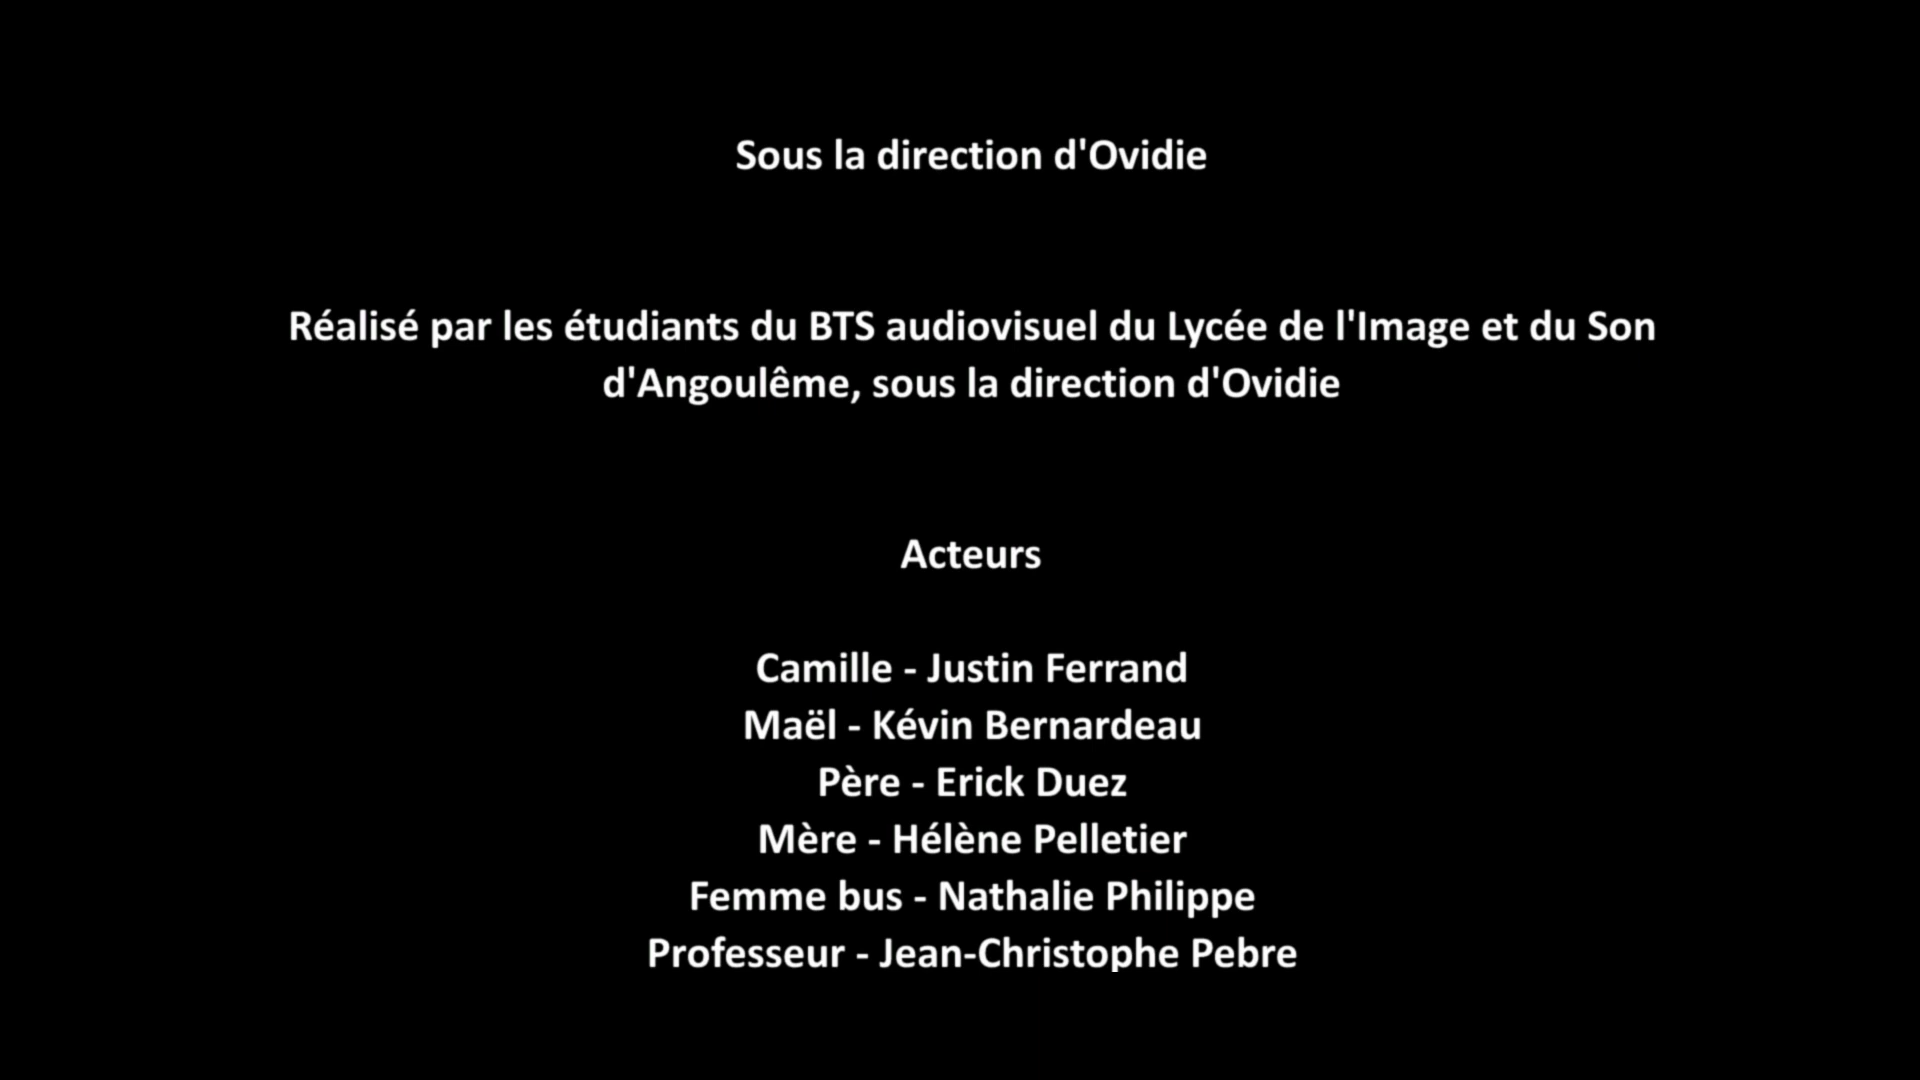 Sous la direction d'Ovidie
Réalisé par les étudiants du BTS audiovisuel du Lycée de l'Image et du Son
d'Angoulême, sous la direction d'Ovidie
Acteurs
Camille - Justin Ferrand
Maël - Kévin Bernardeau
Père - Erick Duez
Mère - Hélène Pelletier
Femme bus - Nathalie Philippe
Professeur - Jean-Christophe Pebre